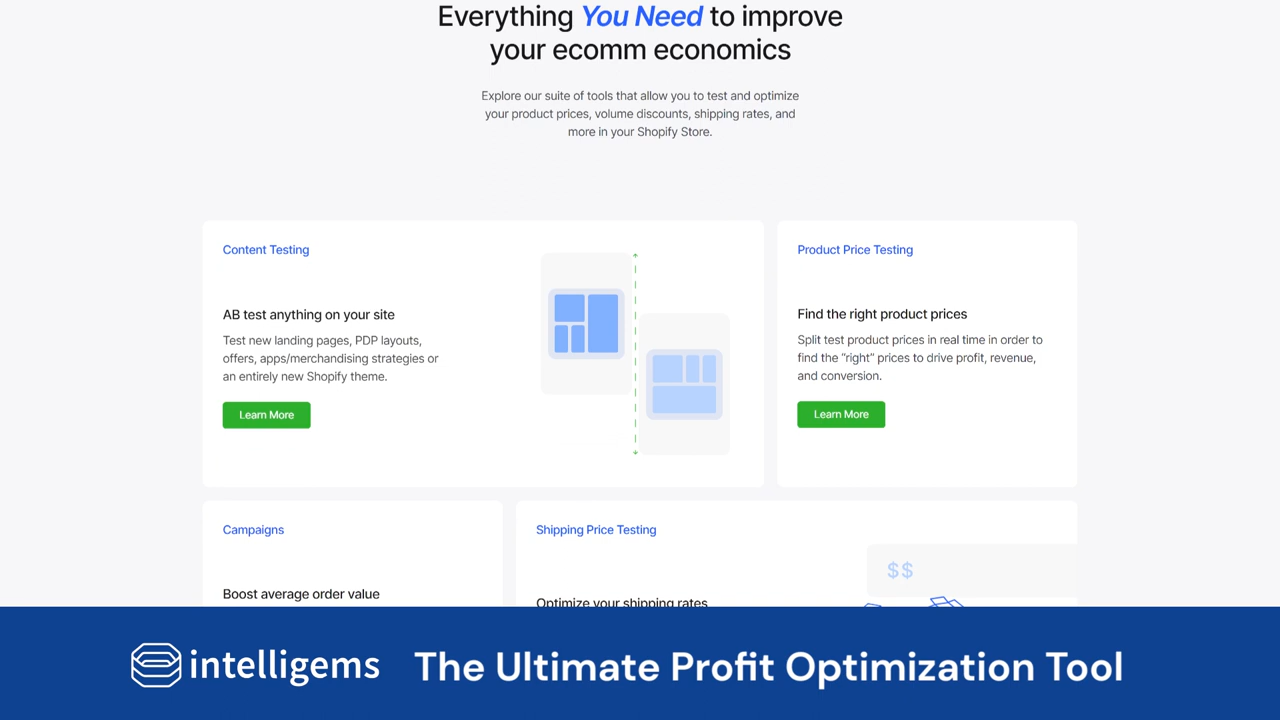 Everything You Need to improve
your ecomm economics
Explore our suite of tools that allow you to test and optimize
your product prices, volume discounts, shipping rates, and
more in your Shopify Store.
Content Testing
AB test anything on your site
Test new landing pages, PDP layouts,
offers, apps/merchandising strategies or
an entirely new Shopify theme.
Learn More
Product Price Testing
Find the right product prices
Split test product prices in real time in order to
find the “right” prices to drive profit, revenue,
and conversion.
Learn More
Campaigns
Boost average order value
Shipping Price Testing
Optimize your shipping rates
$$
intelligems
The Ultimate Profit Optimization Tool